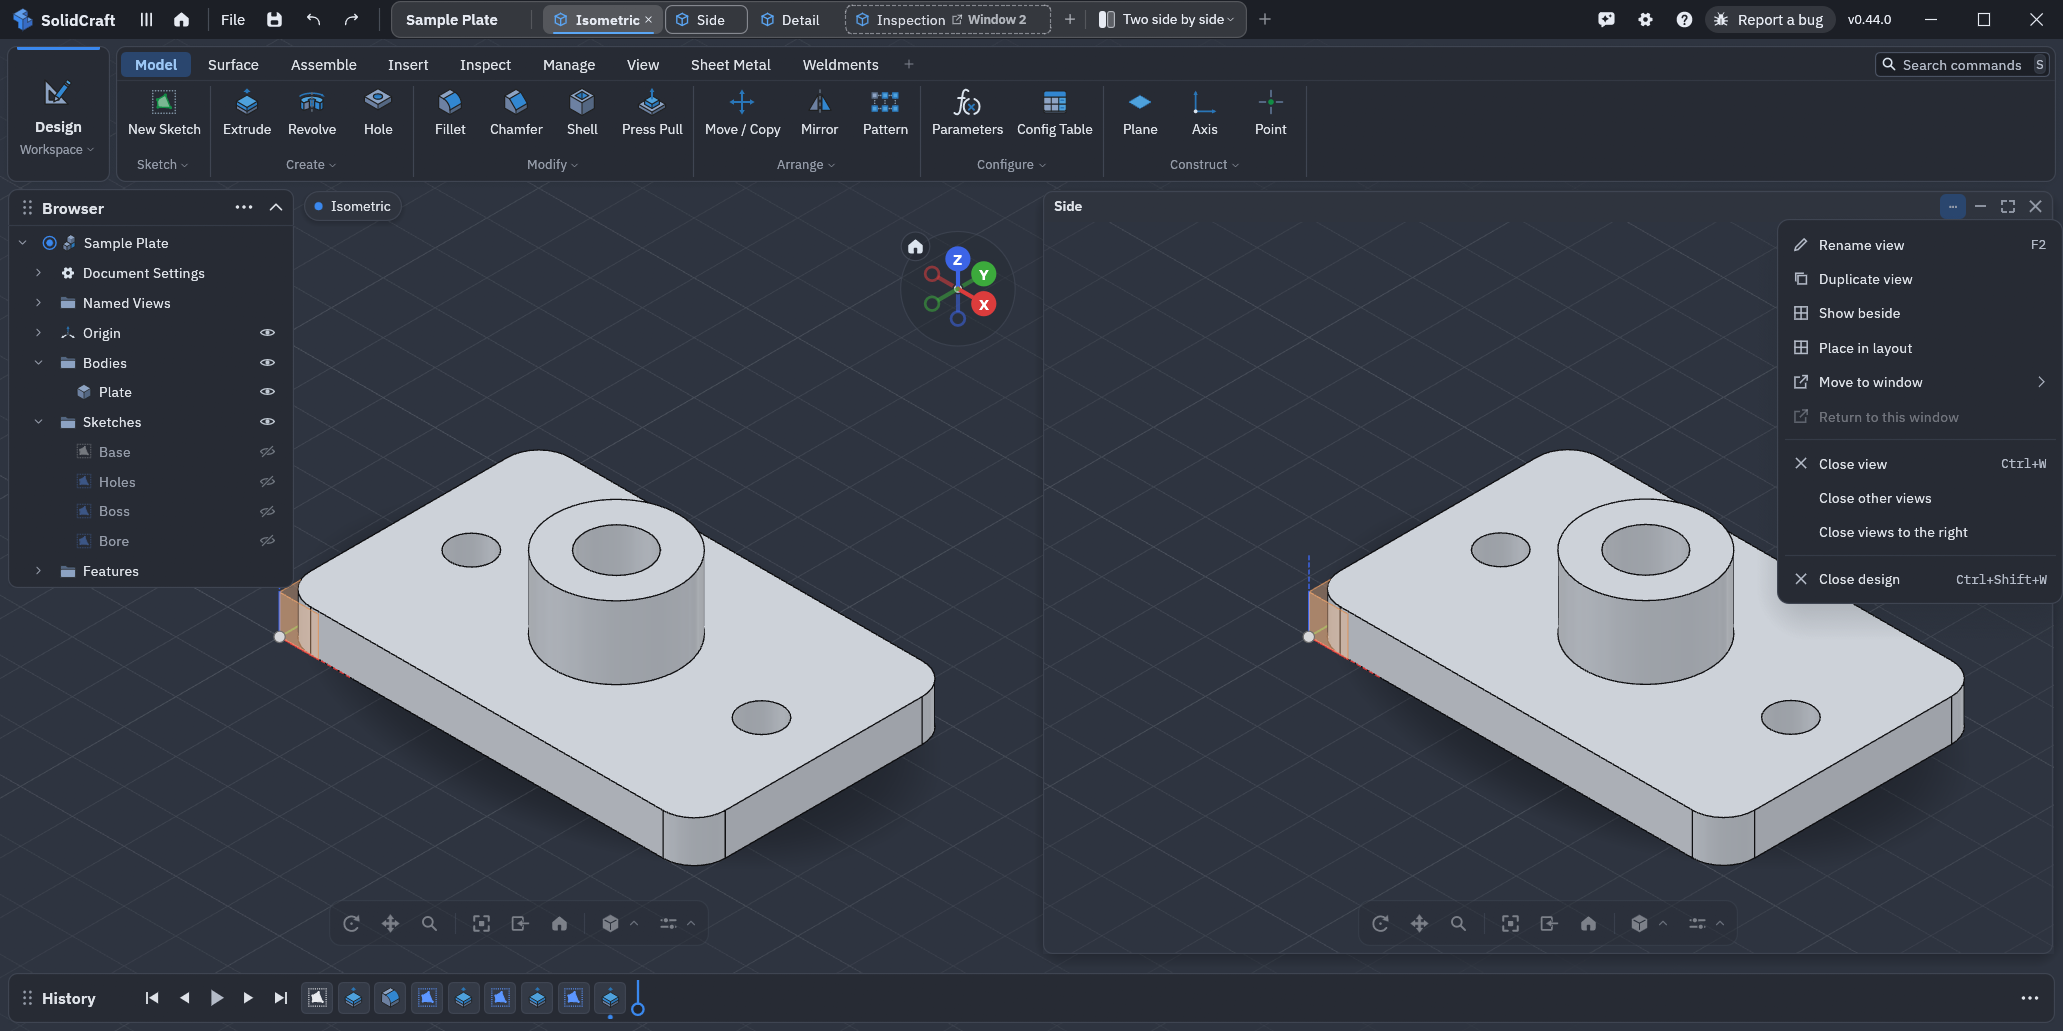 SolidCraft
File
Sample Plate
Isometric
Side
Detail
Inspection
Window 2
Two side by side
Report a bug
v0.44.0
Design
Workspace
Model
Surface
Assemble
Insert
Inspect
Manage
View
Sheet Metal
Weldments
Search commands
S
New Sketch
Extrude
Revolve
Hole
Fillet
Chamfer
Shell
Press Pull
Move / Copy
Mirror
Pattern
Parameters
Config Table
Plane
Axis
Point
Sketch
Create
Modify
Arrange
Configure
Construct
Browser
Sample Plate
Document Settings
Named Views
Origin
Bodies
Plate
Sketches
Base
Holes
Boss
Bore
Features
Isometric
Z
Y
X
Side
Rename view F2
Duplicate view
Show beside
Place in layout
Move to window
Return to this window
Close view Ctrl+W
Close other views
Close views to the right
Close design Ctrl+Shift+W
History